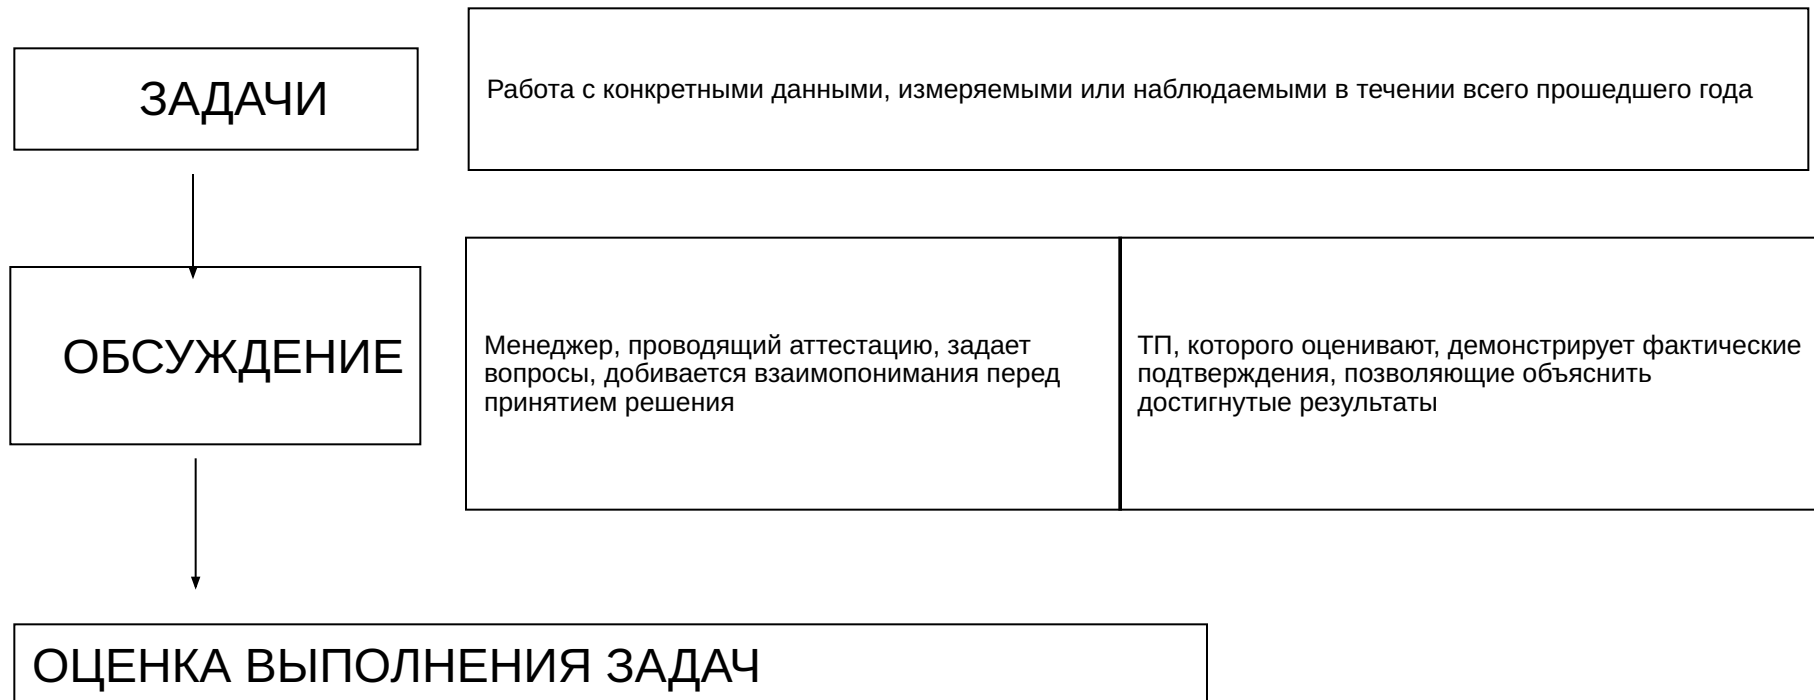 ЗАДАЧИ
Работа с конкретными данными, измеряемыми или наблюдаемыми в течении всего прошедшего года
ОБСУЖДЕНИЕ
Менеджер, проводящий аттестацию, задает
вопросы, добивается взаимопонимания перед
принятием решения
ТП, которого оценивают, демонстрирует фактические
подтверждения, позволяющие объяснить
достигнутые результаты
ОЦЕНКА ВЫПОЛНЕНИЯ ЗАДАЧ